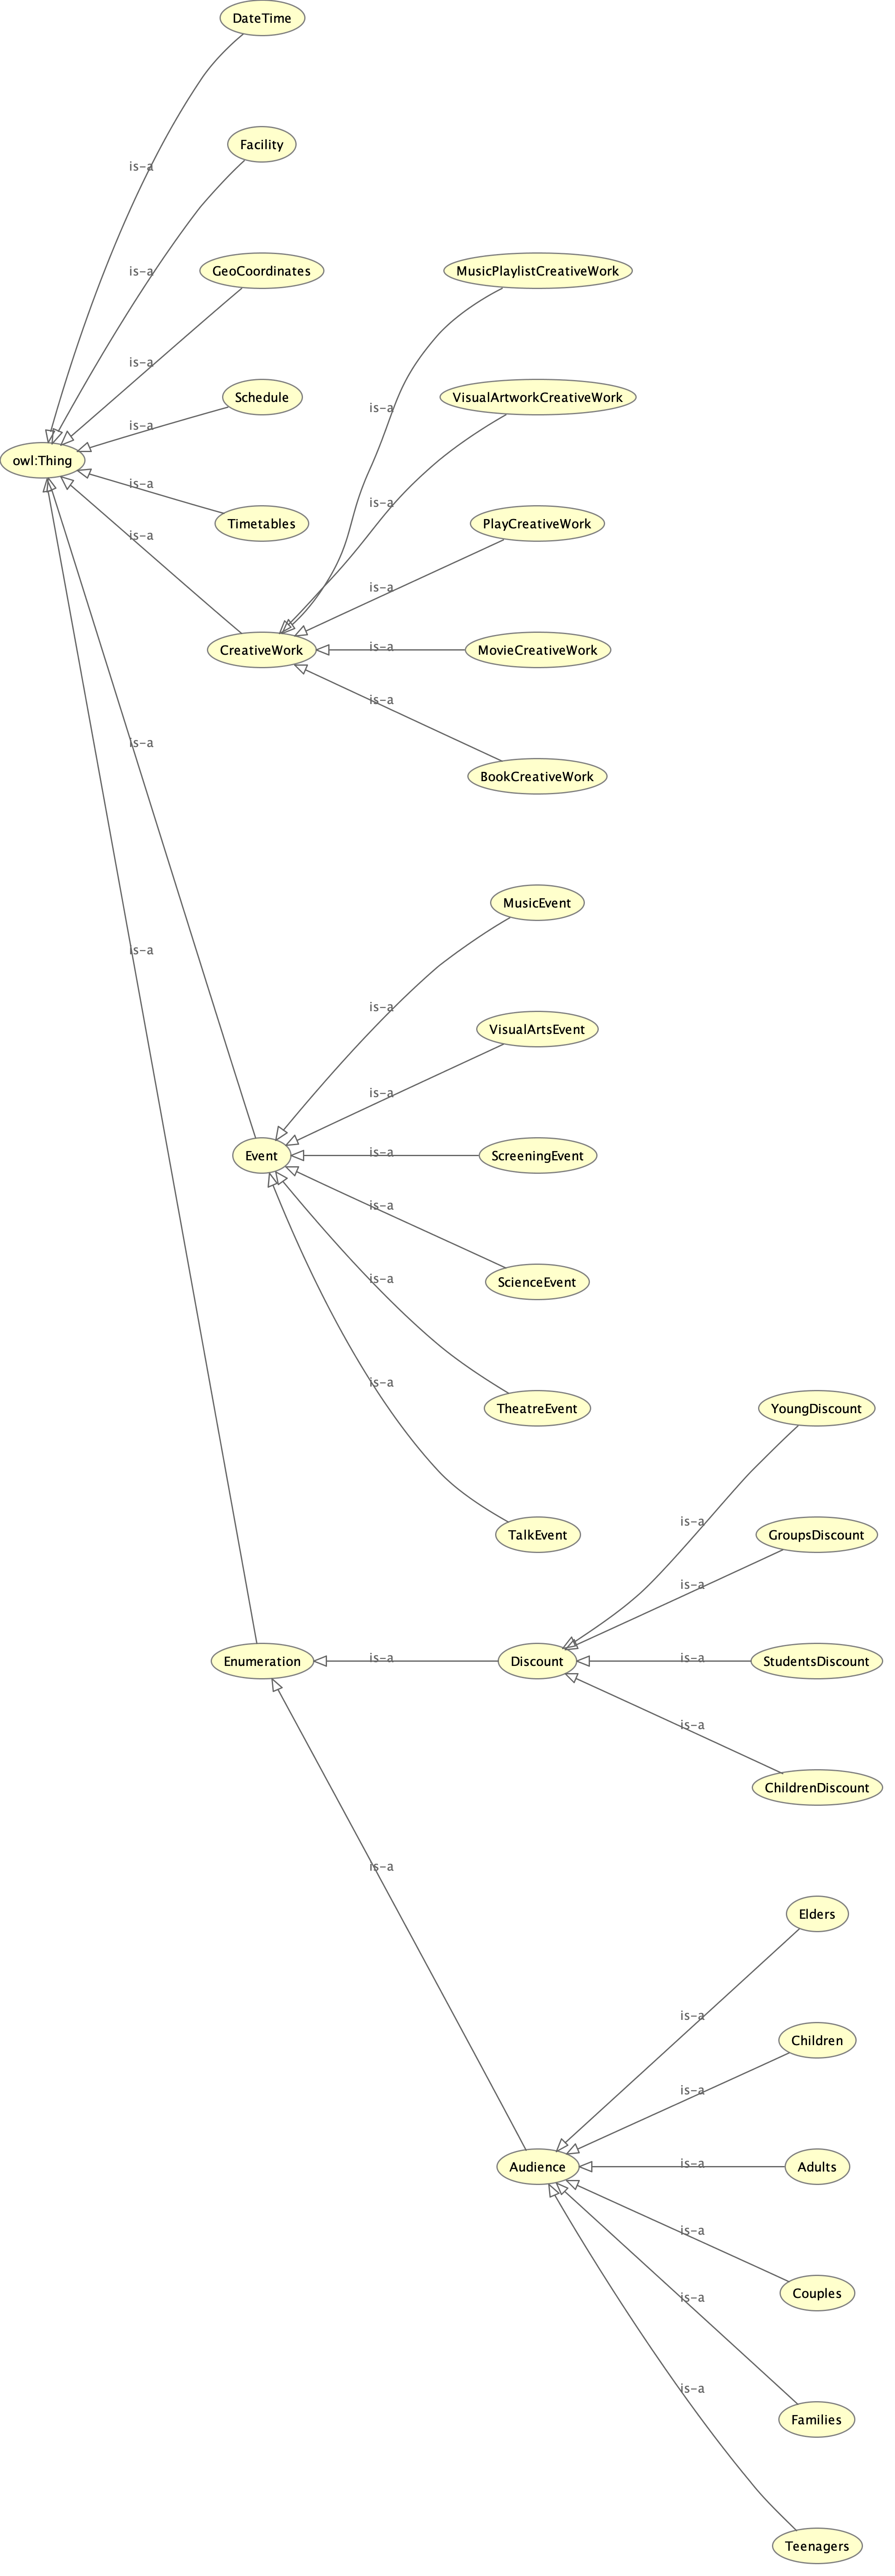 DateTime
is-a
Facility
is-a
GeoCoordinates
MusicPlaylistCreativeWork
is-a
Schedule
VisualArtworkCreativeWork
is-a
is-a
owl:Thing
is-a
is-a
Timetables
PlayCreativeWork
is-a
is-a
CreativeWork
is-a
MovieCreativeWork
is-a
is-a
BookCreativeWork
MusicEvent
is-a
is-a
VisualArtsEvent
is-a
Event
is-a
ScreeningEvent
is-a
ScienceEvent
is-a
is-a
TheatreEvent
YoungDiscount
is-a
TalkEvent
GroupsDiscount
is-a
Enumeration
is-a
Discount
is-a
StudentsDiscount
is-a
ChildrenDiscount
is-a
Elders
is-a
Children
is-a
Audience
is-a
Adults
is-a
Couples
is-a
is-a
Families
Teenagers